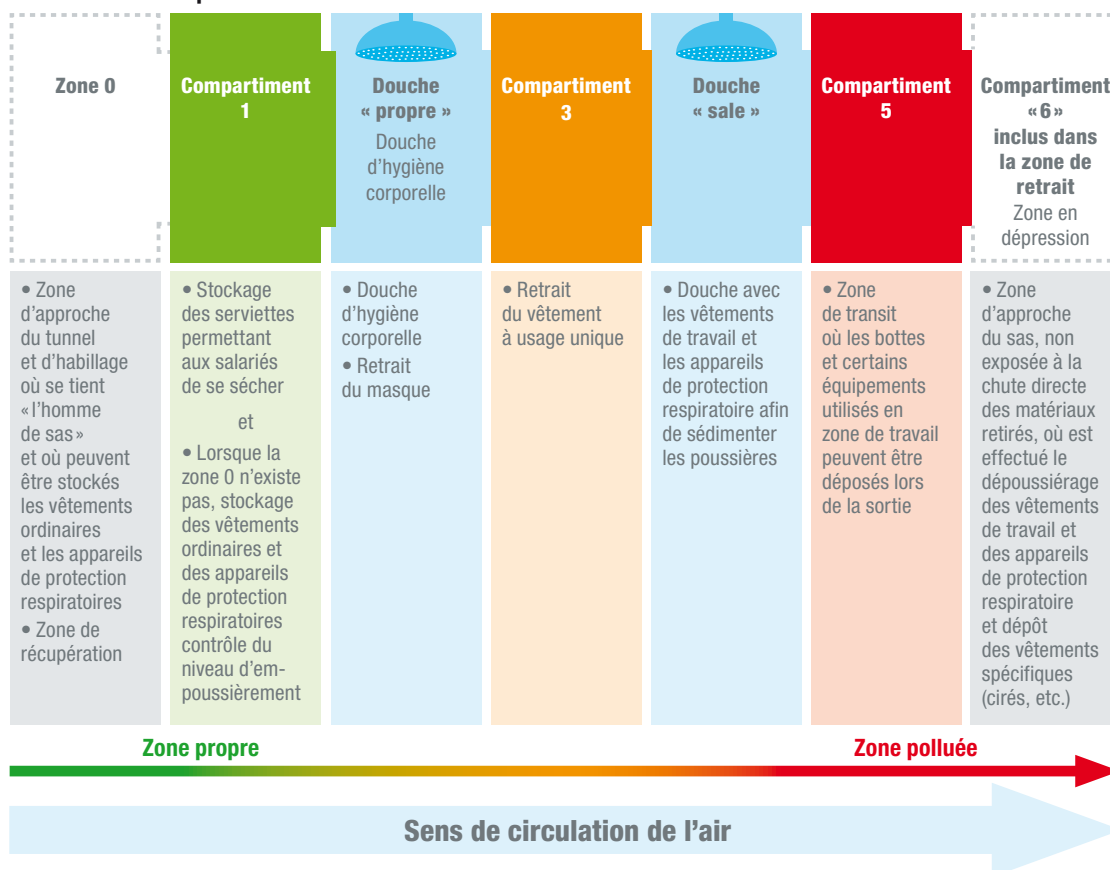 Zone 0
Compartiment
1
Douche
« propre »
Douche
d'hygiène
corporelle
Compartiment
3
Douche
« sale »
Compartiment
5
Compartiment
«6»
inclus dans
la zone de
retrait
Zone en
dépression
• Zone
d'approche
du tunnel
et d'habillage
où se tient
«l'homme
de sas»
et où peuvent
être stockés
les vêtements
ordinaires
et les appareils
de protection
respiratoires
• Zone de
récupération
• Stockage
des serviettes
permettant
aux salariés
de se sécher
et
• Lorsque la
zone 0 n'existe
pas, stockage
des vêtements
ordinaires et
des appareils
de protection
respiratoires
contrôle du
niveau d'em-
poussièrement
• Douche
d'hygiène
corporelle
• Retrait
du masque
• Retrait
du vêtement
à usage unique
• Douche avec
les vêtements
de travail et
les appareils
de protection
respiratoire afin
de sédimenter
les poussières
• Zone
de transit
où les bottes
et certains
équipements
utilisés en
zone de travail
peuvent être
déposés lors
de la sortie
• Zone
d'approche
du sas, non
exposée à la
chute directe
des matériaux
retirés, où est
effectué le
dépoussiérage
des vêtements
de travail et
des appareils
de protection
respiratoire
et dépôt
des vêtements
spécifiques
(cirés, etc.)
Zone propre
Zone polluée
Sens de circulation de l'air